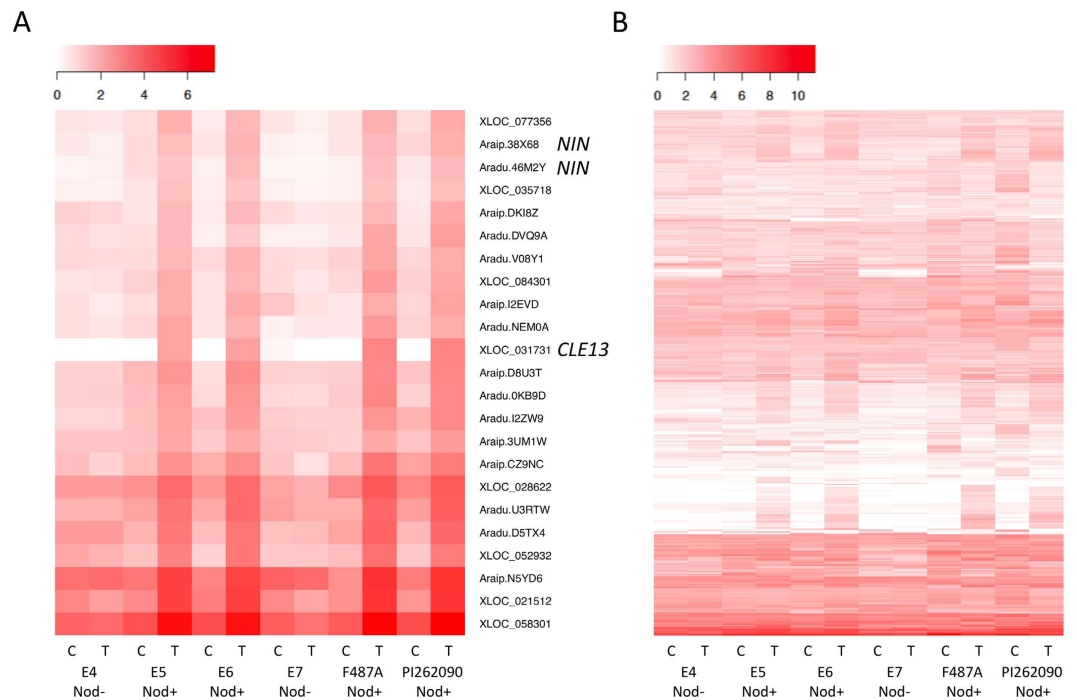 A
B
0 2 4 6
0 2 4 6 8 10
XLOC_077356
Araip.38X68 NIN
Aradu.46M2Y NIN
XLOC_035718
Araip.DKI8Z
Aradu.DVQ9A
Aradu.V08Y1
XLOC_084301
Araip.I2EVD
Aradu.NEM0A
XLOC_031731 CLE13
Araip.D8U3T
Aradu.0KB9D
Aradu.I2ZW9
Araip.3UM1W
Araip.CZ9NC
XLOC_028622
Aradu.U3RTW
Aradu.D5TX4
XLOC_052932
Araip.N5YD6
XLOC_021512
XLOC_058301
C T C T C T C T C T C T
E4 E5 E6 E7 F487A PI262090
Nod- Nod+ Nod+ Nod- Nod+ Nod+
C T C T C T C T C T C T
E4 E5 E6 E7 F487A PI262090
Nod- Nod+ Nod+ Nod- Nod+ Nod+